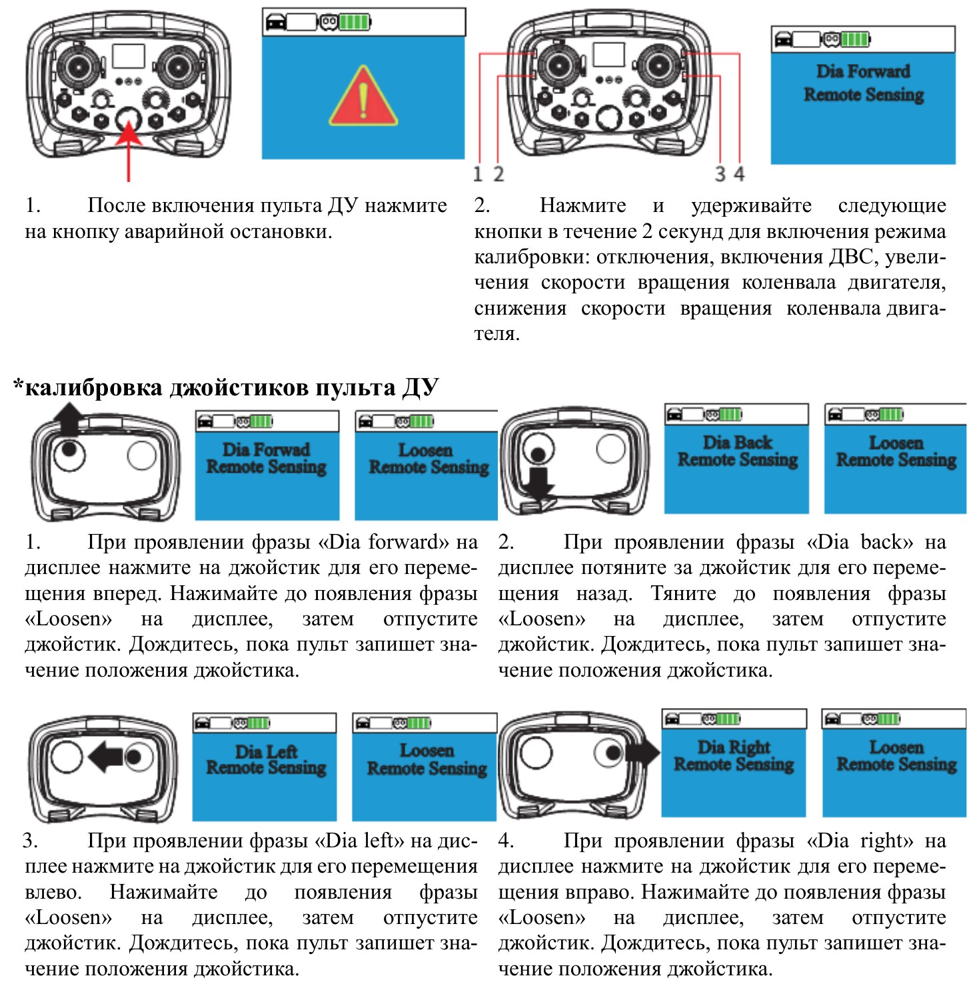 Dia Forward
Remote Sensing
1 2
3 4
1. После включения пульта ДУ нажмите
на кнопку аварийной остановки.
2. Нажмите и удерживайте следующие
кнопки в течение 2 секунд для включения режима
калибровки: отключения, включения ДВС, увели-
чения скорости вращения коленвала двигателя,
снижения скорости вращения коленвала двига-
теля.
*калибровка джойстиков пульта ДУ
Dia Forwad
Remote Sensing
Loosen
Remote Sensing
Dia Back
Remote Sensing
Loosen
Remote Sensing
1. При проявлении фразы «Dia forward» на
дисплее нажмите на джойстик для его переме-
щения вперед. Нажимайте до появления фразы
«Loosen» на дисплее, затем отпустите
джойстик. Дождитесь, пока пульт запишет зна-
чение положения джойстика.
2. При проявлении фразы «Dia back» на
дисплее потяните за джойстик для его переме-
щения назад. Тяните до появления фразы
«Loosen» на дисплее, затем отпустите
джойстик. Дождитесь, пока пульт запишет зна-
чение положения джойстика.
Dia Left
Remote Sensing
Loosen
Remote Sensing
Dia Right
Remote Sensing
Loosen
Remote Sensing
3. При проявлении фразы «Dia left» на дис-
плее нажмите на джойстик для его перемещения
влево. Нажимайте до появления фразы
«Loosen» на дисплее, затем отпустите
джойстик. Дождитесь, пока пульт запишет зна-
чение положения джойстика.
4. При проявлении фразы «Dia right» на
дисплее нажмите на джойстик для его переме-
щения вправо. Нажимайте до появления фразы
«Loosen» на дисплее, затем отпустите
джойстик. Дождитесь, пока пульт запишет зна-
чение положения джойстика.